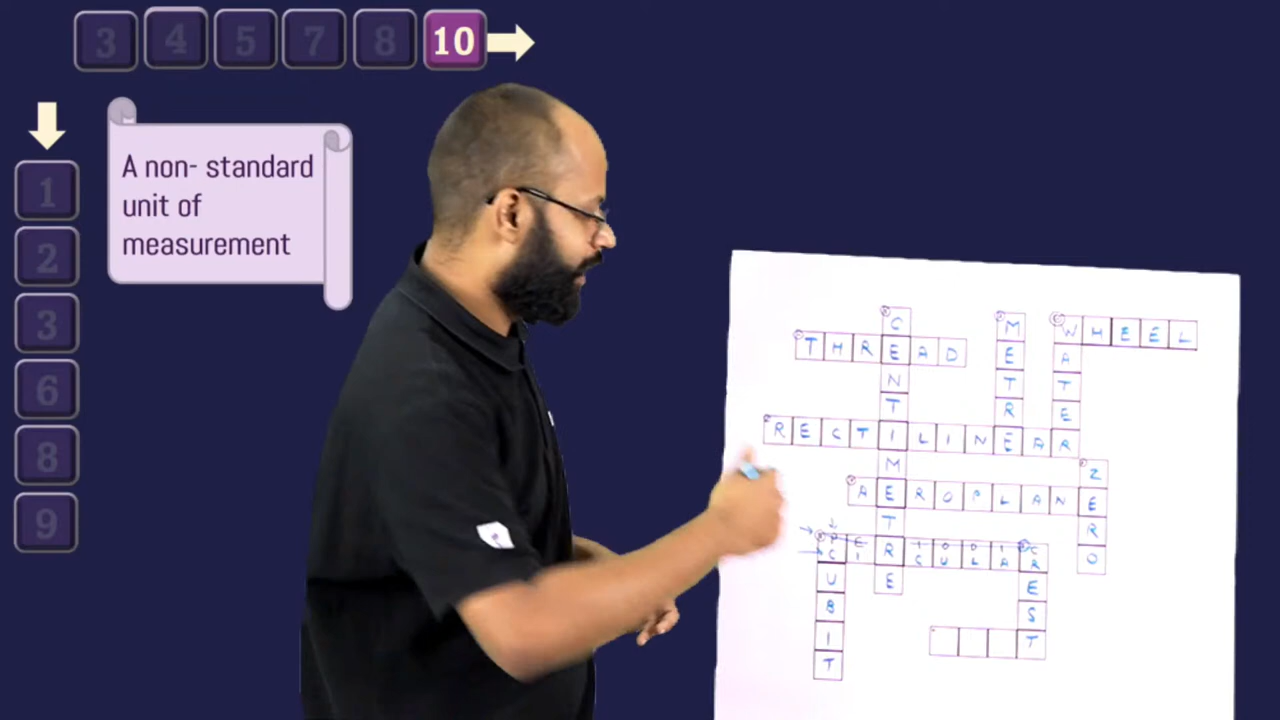 3 4 5 7 8 10
A non- standard
unit of
measurement
1
2
3
6
8
9
CENTIMETRE
METRE
WHEEL
THREAD
WATER
RECTILINEAR
ZERO
AEROPLANE
CIRCULAR
CREST
CUBIT